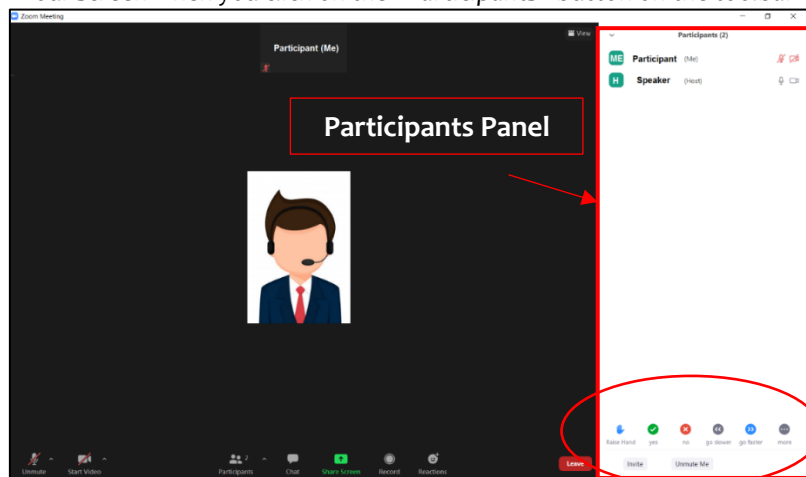 Zoom Meeting
View
Participant (Me)
Participants (2)
ME Participant (Me)
H Speaker (Host)
Participants Panel
Raise Hand yes no go slower go faster more
Invite Unmute Me
Unmute Start Video Participants 2 Chat Share Screen Record Reactions Leave